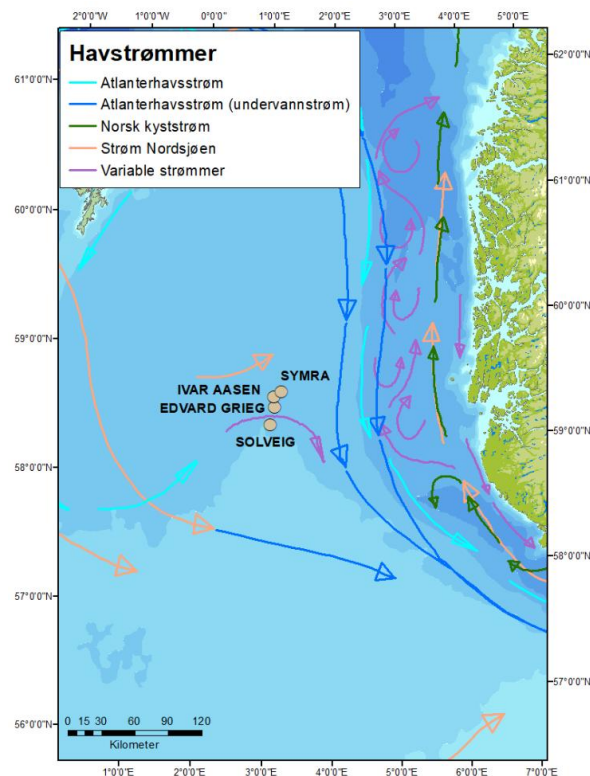 2°0'0"W 1°0'0"W 0°0'0" 1°0'0"E 2°0'0"E 3°0'0"E 4°0'0"E 5°0'0"E
Havstrømmer
Atlanterhavsstrøm
Atlanterhavsstrøm (undervannstrøm)
Norsk kyststrøm
Strøm Nordsjøen
Variable strømmer
61°0'0"N
60°0'0"N
59°0'0"N
58°0'0"N
57°0'0"N
56°0'0"N
62°0'0"N
61°0'0"N
60°0'0"N
59°0'0"N
58°0'0"N
57°0'0"N
SYMRA
IVAR AASEN
EDVARD GRIEG
SOLVEIG
0 15 30 60 90 120
Kilometer
0°0'0" 1°0'0"E 2°0'0"E 3°0'0"E 4°0'0"E 5°0'0"E 6°0'0"E 7°0'0"E